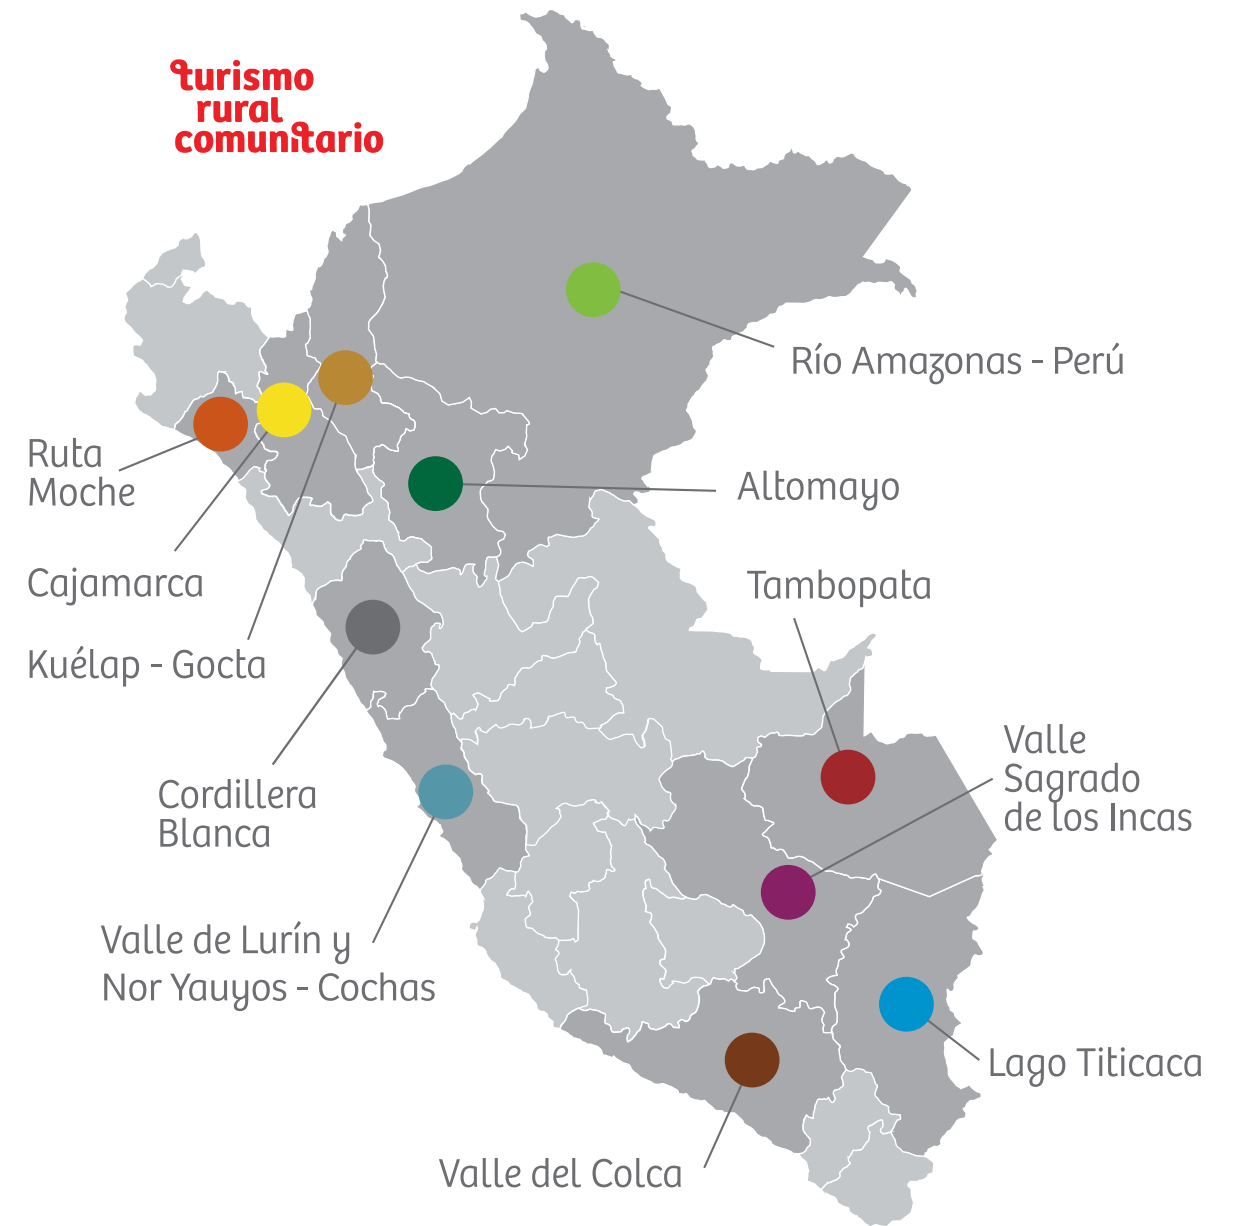 turismo
rural
comunitario
Río Amazonas - Perú
Ruta
Moche
Altomayo
Cajamarca
Tambopata
Kuélap - Gocta
Valle
Sagrado
de los Incas
Cordillera
Blanca
Valle de Lurín y
Nor Yauyos - Cochas
Lago Titicaca
Valle del Colca